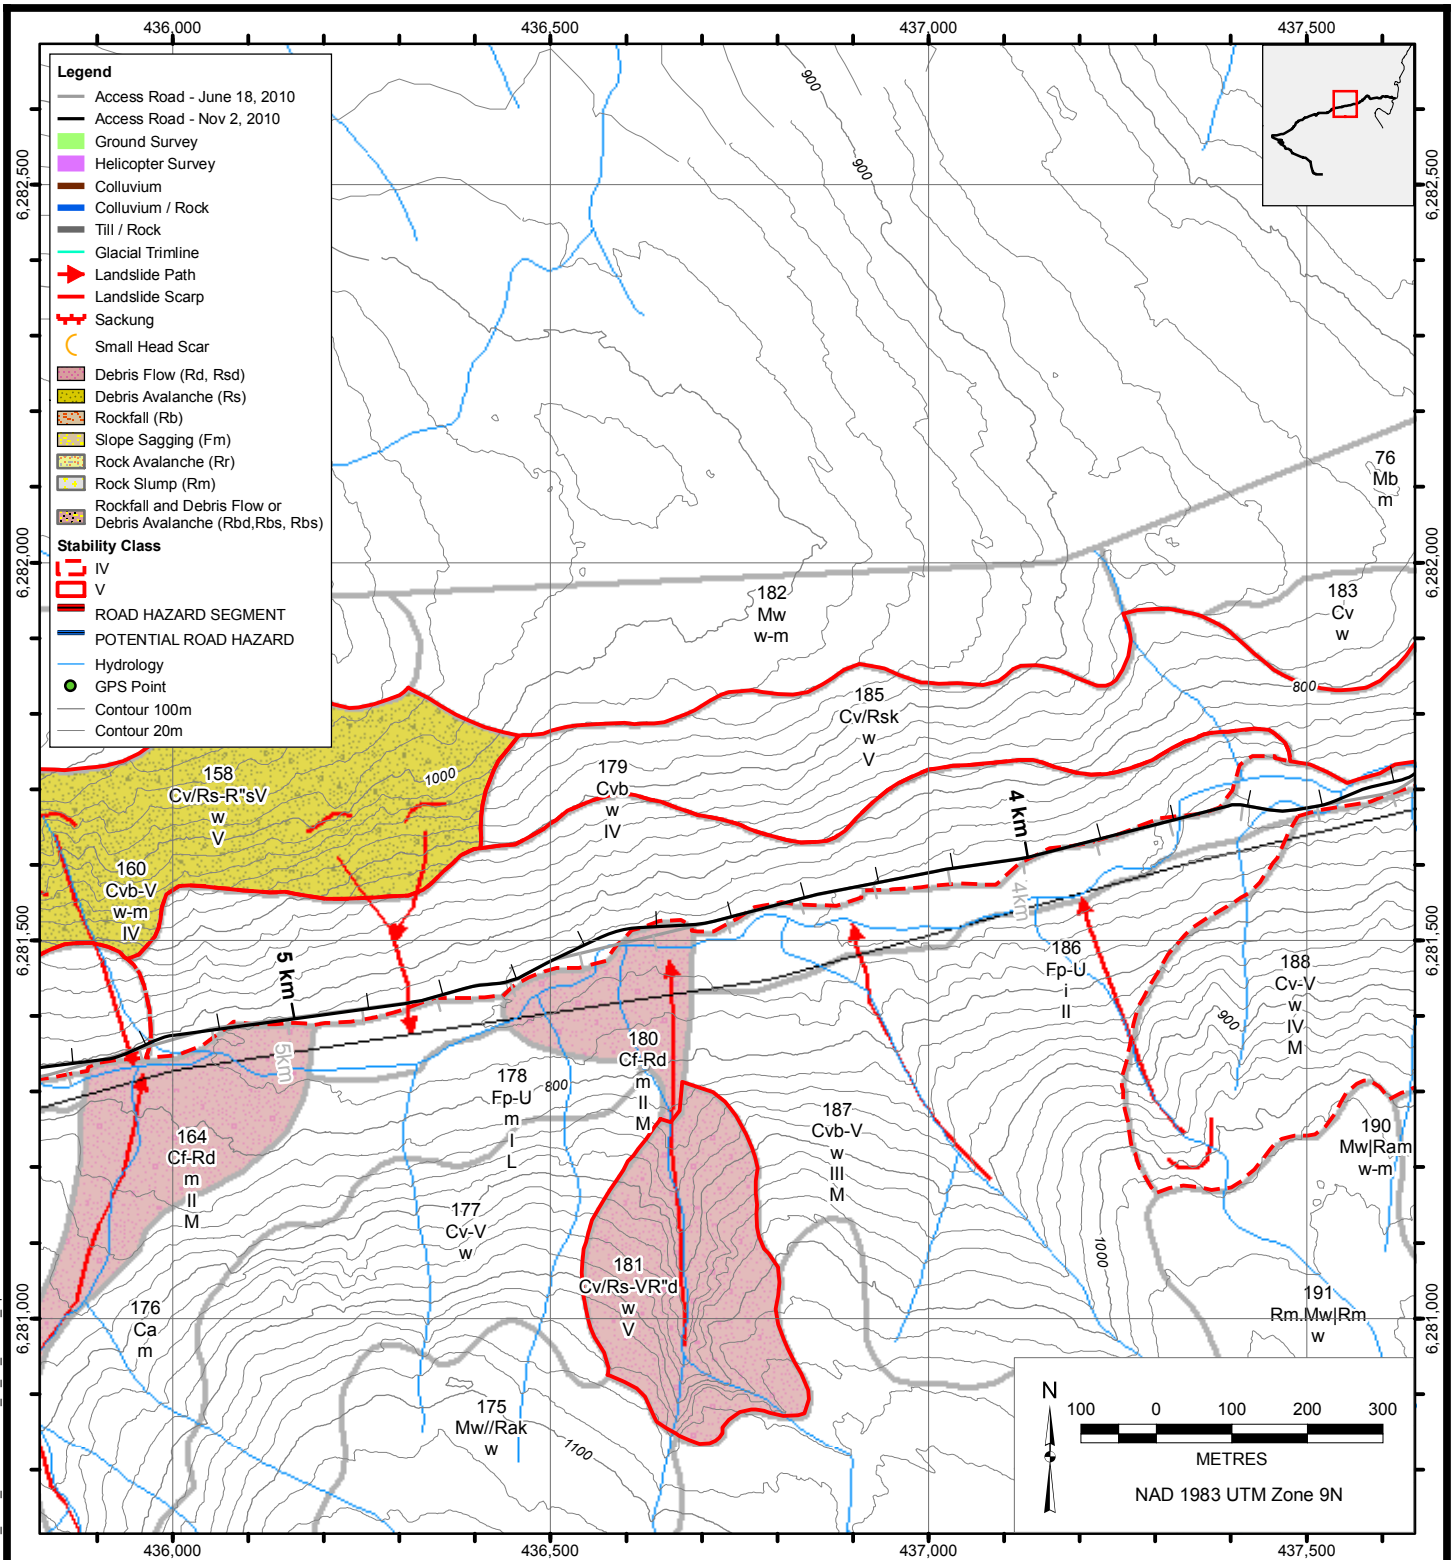 436,000
436,500
437,000
437,500
Legend
Access Road - June 18, 2010
Access Road - Nov 2, 2010
Ground Survey
Helicopter Survey
Colluvium
Colluvium / Rock
Till / Rock
Glacial Trimline
Landslide Path
Landslide Scarp
Sackung
Small Head Scar
Debris Flow (Rd, Rsd)
Debris Avalanche (Rs)
Rockfall (Rb)
Slope Sagging (Fm)
Rock Avalanche (Rr)
Rock Slump (Rm)
Rockfall and Debris Flow or
Debris Avalanche (Rbd,Rbs, Rbs)
Stability Class
IV
V
ROAD HAZARD SEGMENT
POTENTIAL ROAD HAZARD
Hydrology
GPS Point
Contour 100m
Contour 20m
900
900
6,282,500
6,282,500
76
Mb
m
6,282,000
6,282,000
182
Mw
w-m
183
Cv
w
800
185
Cv/Rsk
w
V
158
Cv/Rs-R"sV
w
V
1000
179
Cvb
w
IV
4 km
4km
160
Cvb-V
w-m
IV
6,281,500
6,281,500
5 km
5km
186
Fp-U
i
II
188
Cv-V
w
IV
M
900
180
Cf-Rd
m
II
M
178
Fp-U
m
I
L
800
187
Cvb-V
w
III
M
164
Cf-Rd
m
II
M
190
Mw|Ram
w-m
177
Cv-V
w
1000
181
Cv/Rs-VR"d
w
V
176
Ca
m
191
Rm.Mw|Rm
w
6,281,000
6,281,000
175
Mw//Rak
w
1100
N
100 0 100 200 300
METRES
NAD 1983 UTM Zone 9N
436,000
436,500
437,000
437,500